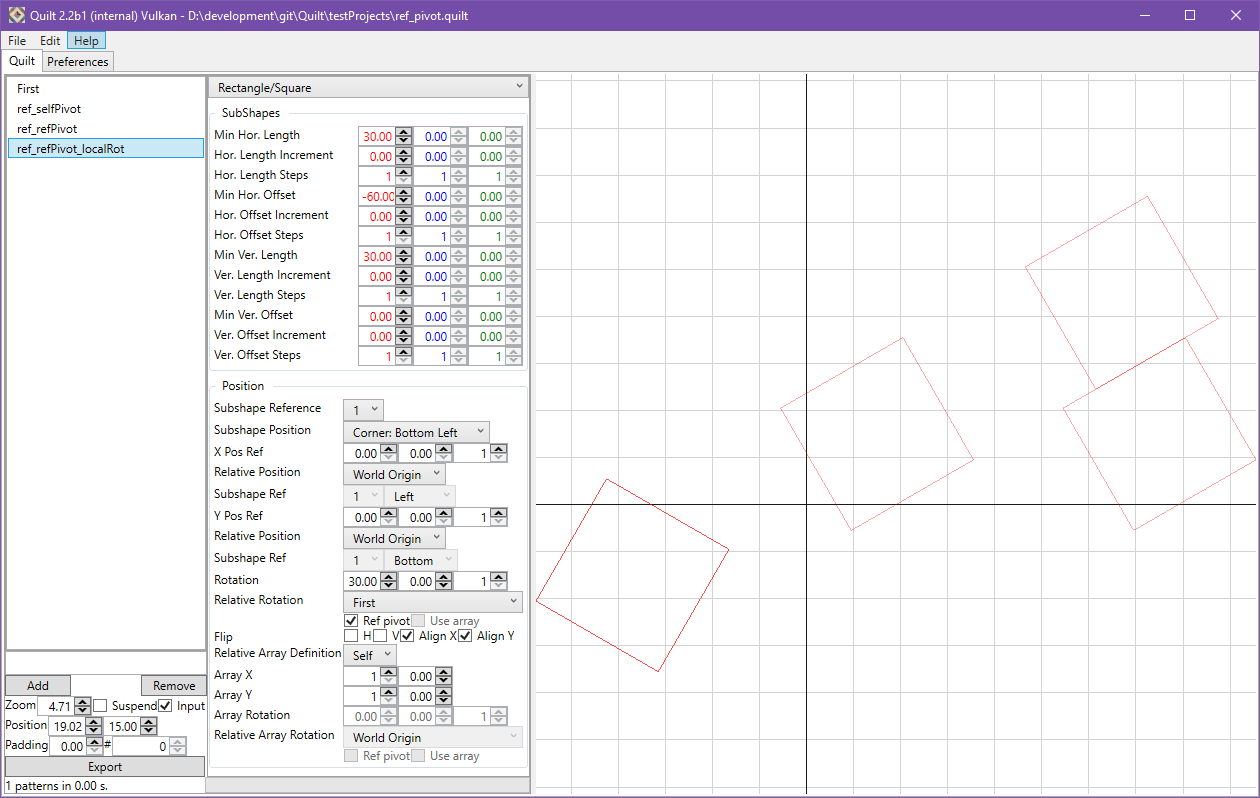 Quilt 2.2b1 (internal) Vulkan - D:\development\git\Quilt\testProjects\ref_pivot.quilt
File Edit Help
Quilt Preferences
First
ref_selfPivot
ref_refPivot
ref_refPivot_localRot
Add Remove
Zoom 4.71 Suspend Input
Position 19.02 15.00
Padding 0.00 # 0
Export
1 patterns in 0.00 s.
Rectangle/Square
SubShapes
Min Hor. Length 30.00 0.00 0.00
Hor. Length Increment 0.00 0.00 0.00
Hor. Length Steps 1 1 1
Min Hor. Offset -60.00 0.00 0.00
Hor. Offset Increment 0.00 0.00 0.00
Hor. Offset Steps 1 1 1
Min Ver. Length 30.00 0.00 0.00
Ver. Length Increment 0.00 0.00 0.00
Ver. Length Steps 1 1 1
Min Ver. Offset 0.00 0.00 0.00
Ver. Offset Increment 0.00 0.00 0.00
Ver. Offset Steps 1 1 1
Position
Subshape Reference 1
Subshape Position Corner: Bottom Left
X Pos Ref 0.00 0.00 1
Relative Position World Origin
Subshape Ref 1 Left
Y Pos Ref 0.00 0.00 1
Relative Position World Origin
Subshape Ref 1 Bottom
Rotation 30.00 0.00 1
Relative Rotation First
Ref pivot Use array
Flip H V Align X Align Y
Relative Array Definition Self
Array X 1 0.00
Array Y 1 0.00
Array Rotation 0.00 0.00 1
Relative Array Rotation World Origin
Ref pivot Use array